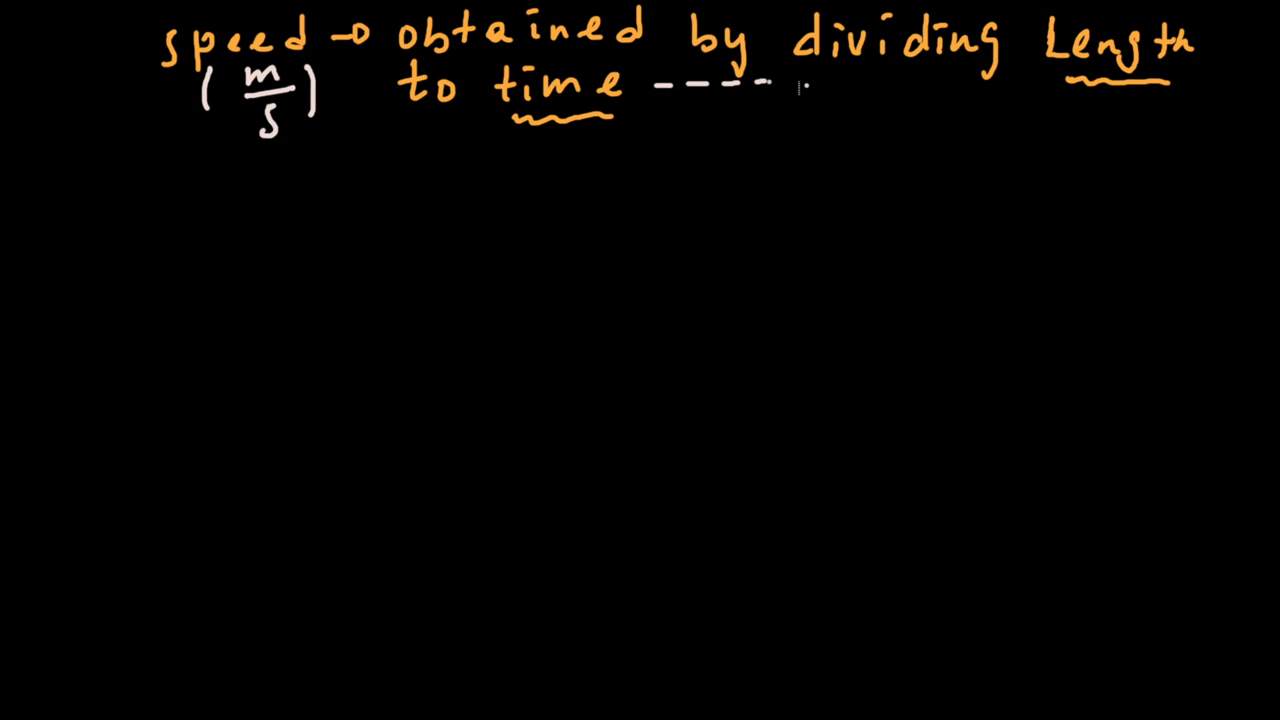 speed → obtained by dividing Length
( m/s ) to time -----